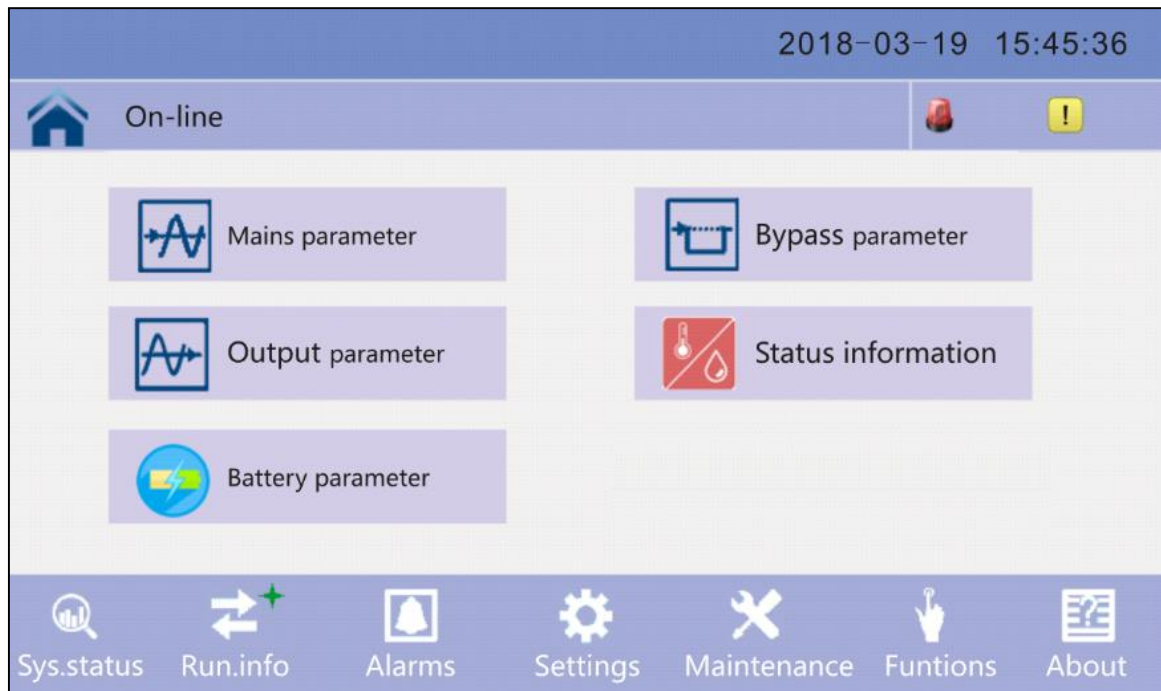 2018-03-19 15:45:36
On-line
!
Mains parameter
Bypass parameter
Output parameter
Status information
Battery parameter
Sys.status Run.info Alarms Settings Maintenance Funtions About